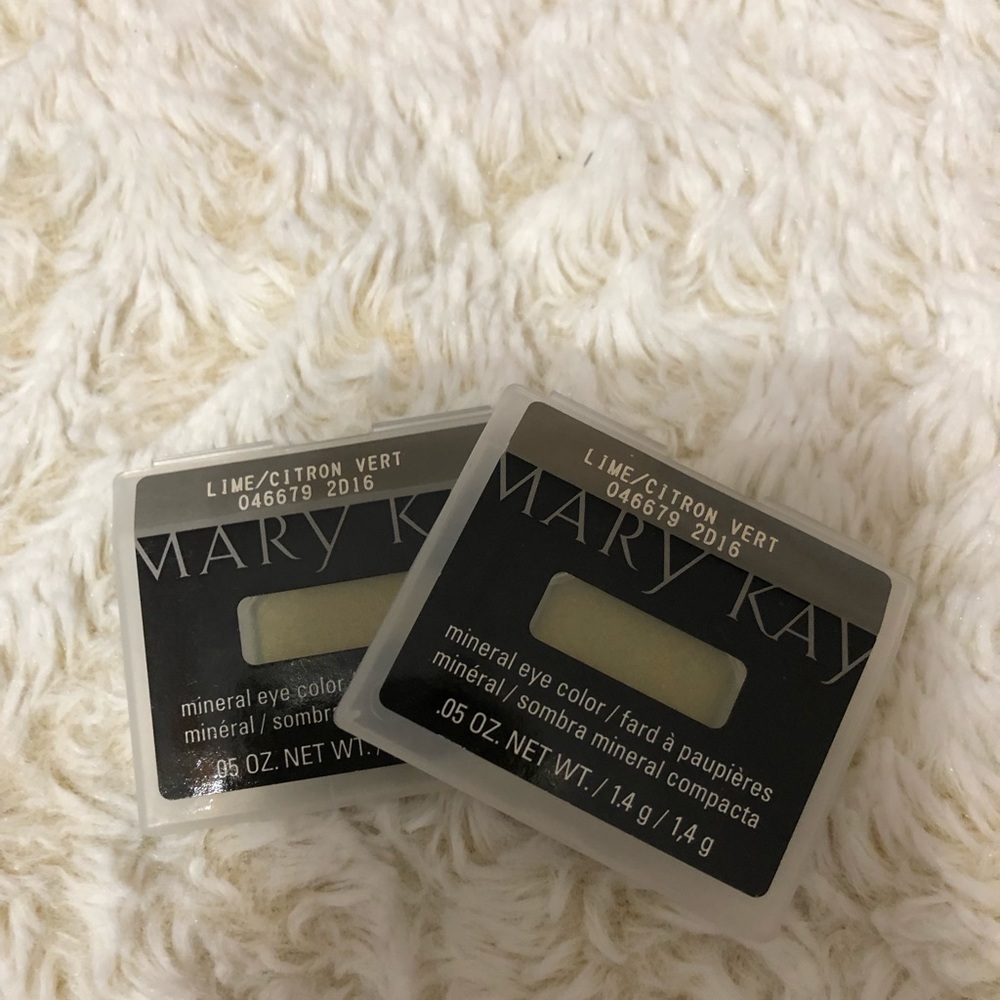 LIME/CITRON VERT
046679 2D16
MARY K
mineral eye color
minéral / sombra
.05 OZ. NET WT. /
LIME/CITRON VERT
046679 2D16
MARY KAY
mineral eye color / fard à paupières
minéral / sombra mineral compacta
.05 OZ. NET WT. / 1.4 g / 1,4 g